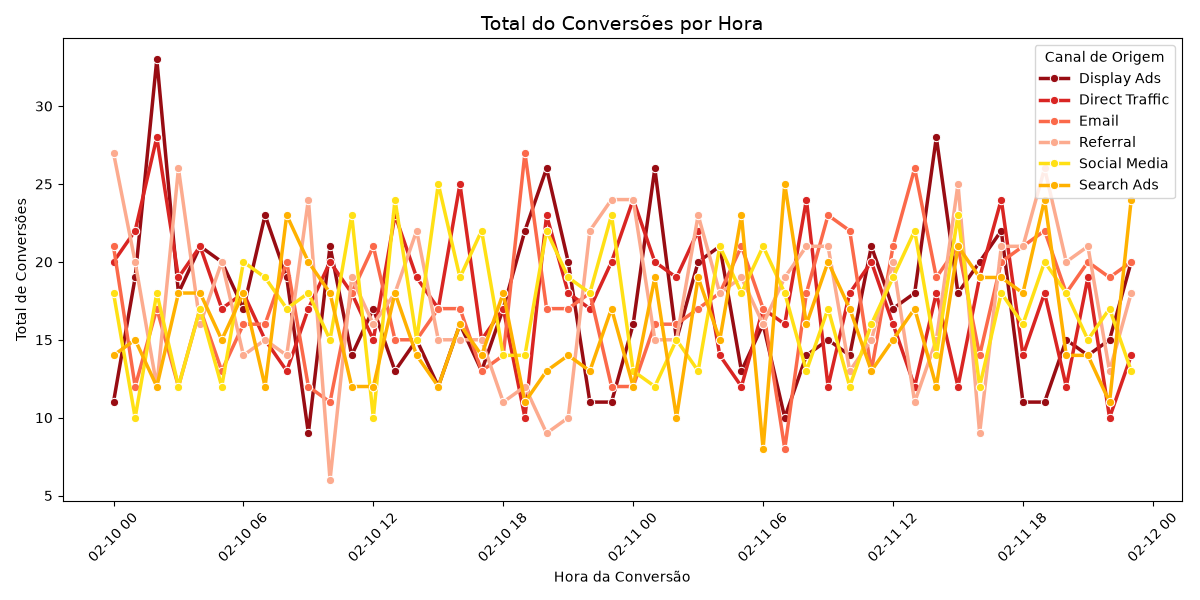 Total do Conversões por Hora
Total de Conversões
30
25
20
15
10
5
Canal de Origem
Display Ads
Direct Traffic
Email
Referral
Social Media
Search Ads
02-10 00
02-10 06
02-10 12
02-10 18
02-11 00
02-11 06
02-11 12
02-11 18
02-12 00
Hora da Conversão